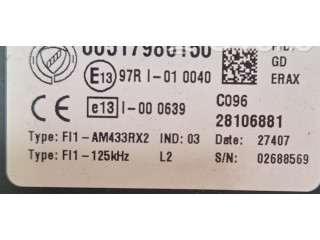 00517980150
GD
ERAX
E13 97R I-01 0040
CE e13 I-00 0639
C096
28106881
Type: FI1-AM433RX2 IND: 03 Date: 27407
Type: FI1-125kHz L2 S/N: 02688569